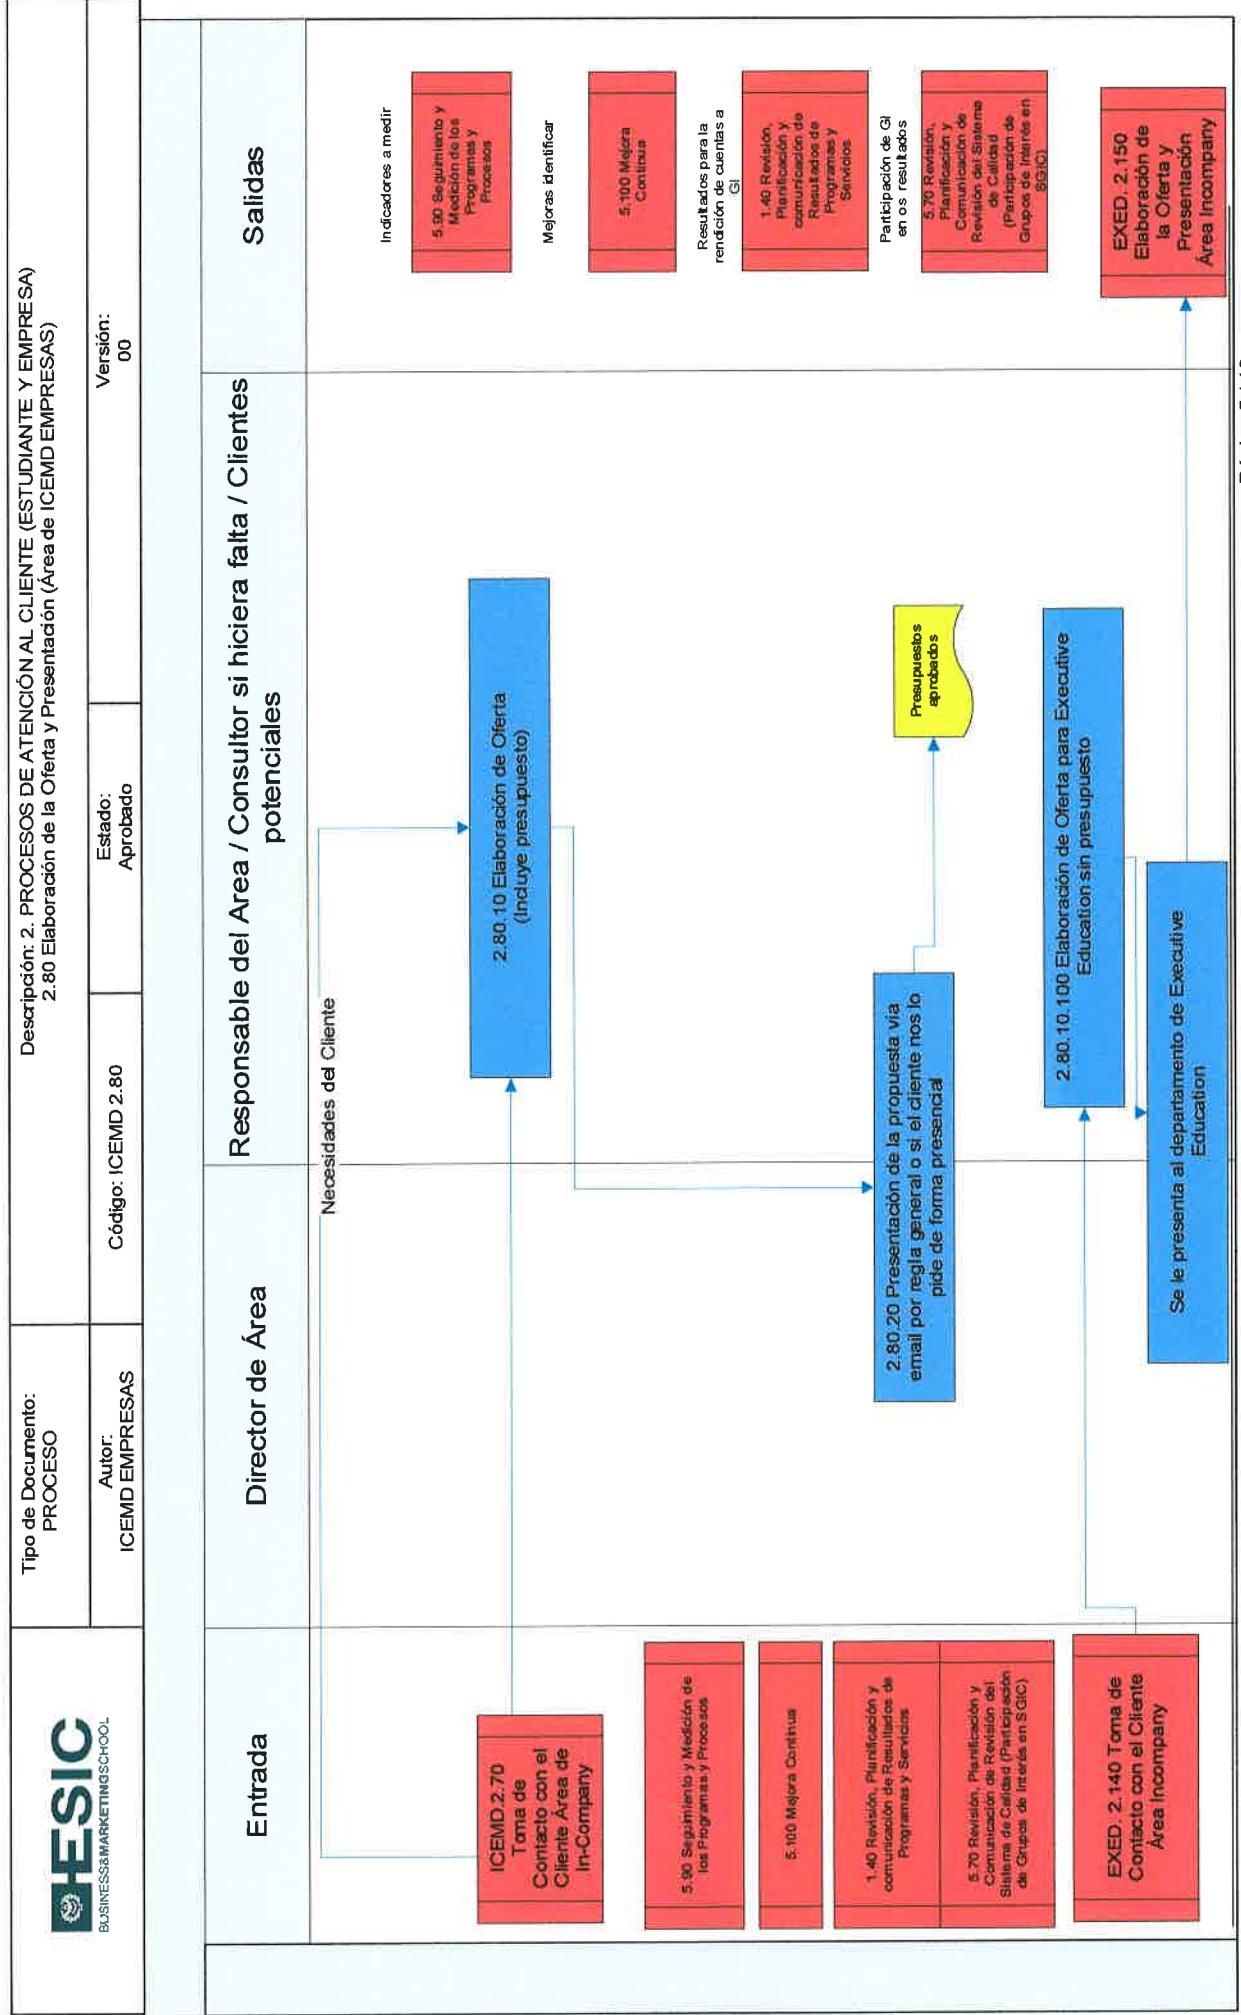 ESIC
BUSINESS&MARKETINGSCHOOL
Tipo de Documento:
PROCESO
Descripción: 2. PROCESOS DE ATENCIÓN AL CLIENTE (ESTUDIANTE Y EMPRESA)
2.80 Elaboración de la Oferta y Presentación (Área de ICEMD EMPRESAS)
Autor:
ICEMD EMPRESAS
Código: ICEMD 2.80
Estado:
Aprobado
Versión:
00
Entrada
Director de Área
Responsable del Area / Consultor si hiciera falta / Clientes
potenciales
Salidas
Necesidades del Cliente
ICEMD.2.70
Toma de
Contacto con el
Cliente Área de
In-Company
5.90 Seguimiento y Medición de
los Programas y Procesos
5.100 Mejora Continua
1.40 Revisión, Planificación y
comunicación de Resultados de
Programas y Servicios
5.70 Revisión, Planificación y
Comunicación de Revisión del
Sistema de Calidad (Participación
de Grupos de Interés en SGIC)
EXED. 2.140 Toma de
Contacto con el Cliente
Área Incompany
2.80.10 Elaboración de Oferta
(Incluye presupuesto)
2.80.20 Presentación de la propuesta vía
email por regla general o si el cliente nos lo
pide de forma presencial
Presupuestos
aprobados
2.80.10.100 Elaboración de Oferta para Executive
Education sin presupuesto
Se le presenta al departamento de Executive
Education
Indicadores a medir
5.90 Seguimiento y
Medición de los
Programas y
Procesos
Mejoras identificar
5.100 Mejora
Continua
Resultados para la
rendición de cuentas a
GI
1.40 Revisión,
Planificación y
comunicación de
Resultados de
Programas y
Servicios
Participación de GI
en os resultados
5.70 Revisión,
Planificación y
Comunicación de
Revisión del Sistema
de Calidad
(Participación de
Grupos de Interés en
SGIC)
EXED. 2.150
Elaboración de
la Oferta y
Presentación
Área Incompany